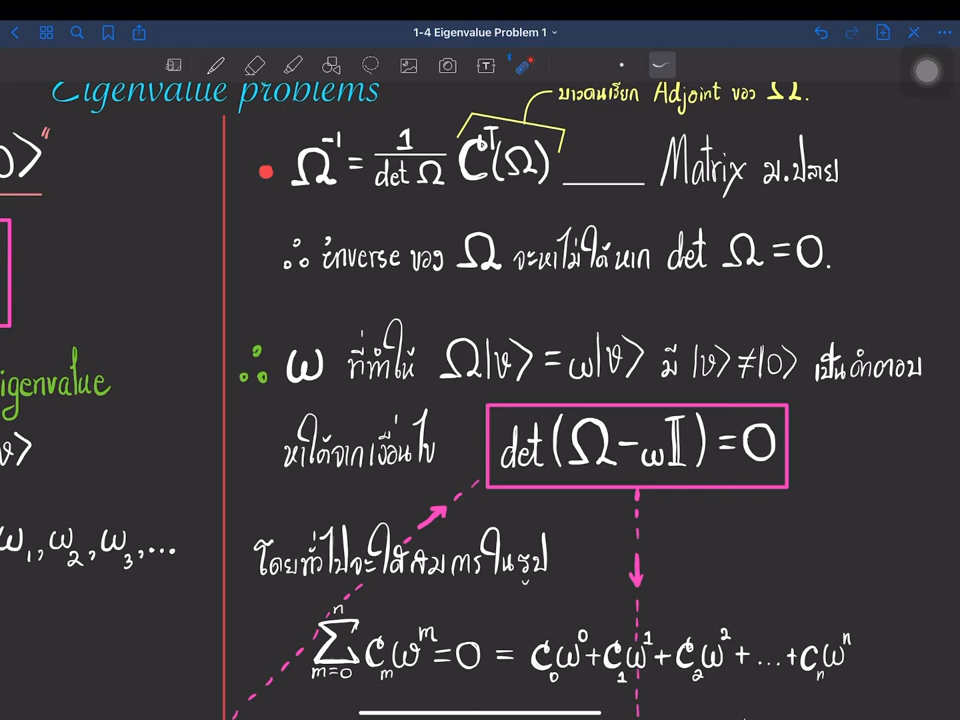 1-4 Eigenvalue Problem 1
Eigenvalue problems
บางคนเรียก Adjoint ของ Ω.
Ω⁻¹ = 1/det Ω Cᵀ(Ω) ____ Matrix ม.ปลาย
∴ inverse ของ Ω จะหาไม่ได้หาก det Ω = 0.
∴ ω ที่ทำให้ Ω|v⟩ = ω|v⟩ มี |v⟩ ≠ |0⟩ เป็นคำตอบ
หาได้จากเงื่อนไข det(Ω − ω𝕀) = 0
โดยทั่วไปจะได้สมการในรูป
∑ₘ₌₀ⁿ Cₘωᵐ = 0 = C₀ω⁰ + C₁ω¹ + C₂ω² + ... + Cₙωⁿ
0⟩"
Eigenvalue
v⟩
ω₁, ω₂, ω₃, ...